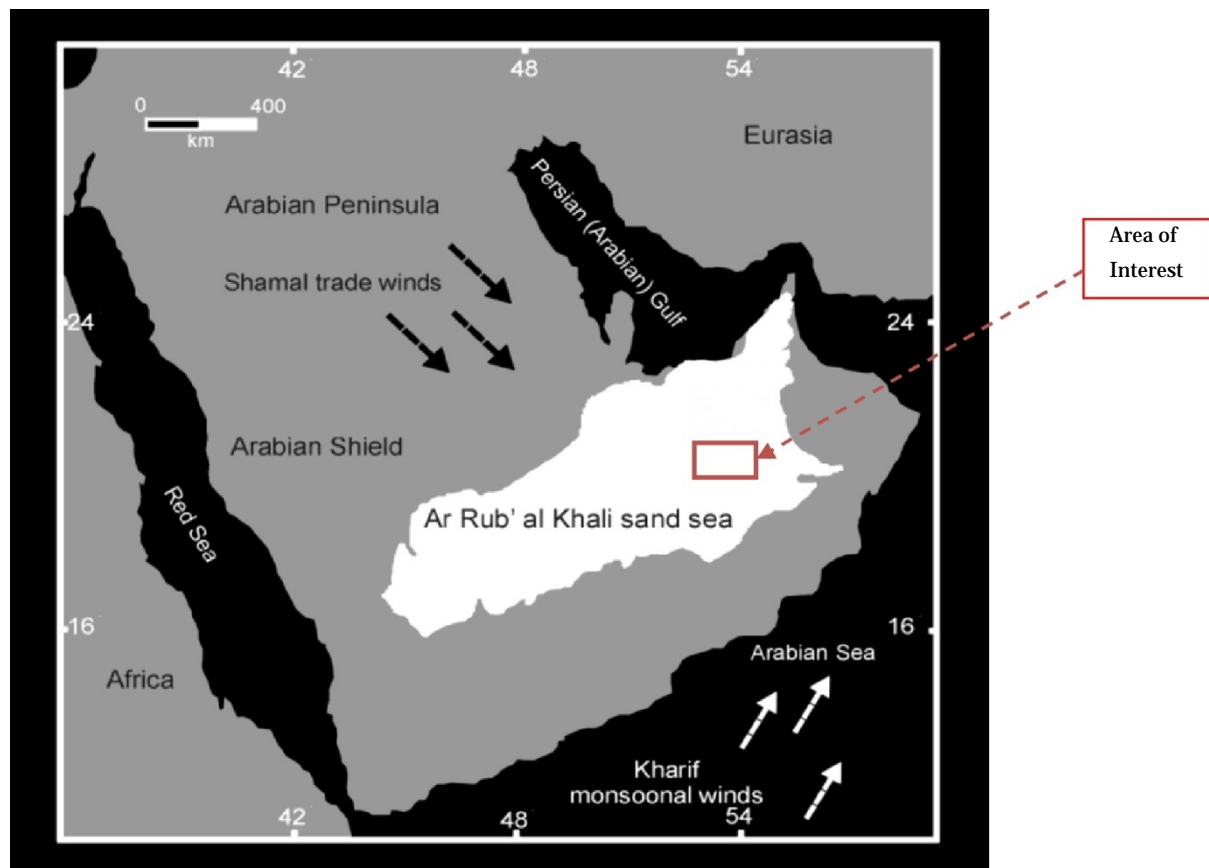 42
48
54
0
400
km
Eurasia
Arabian Peninsula
Persian (Arabian) Gulf
Area of
Interest
Shamal trade winds
24
24
Arabian Shield
Red Sea
Ar Rub' al Khali sand sea
16
16
Arabian Sea
Africa
Kharif
monsoonal winds
42
48
54